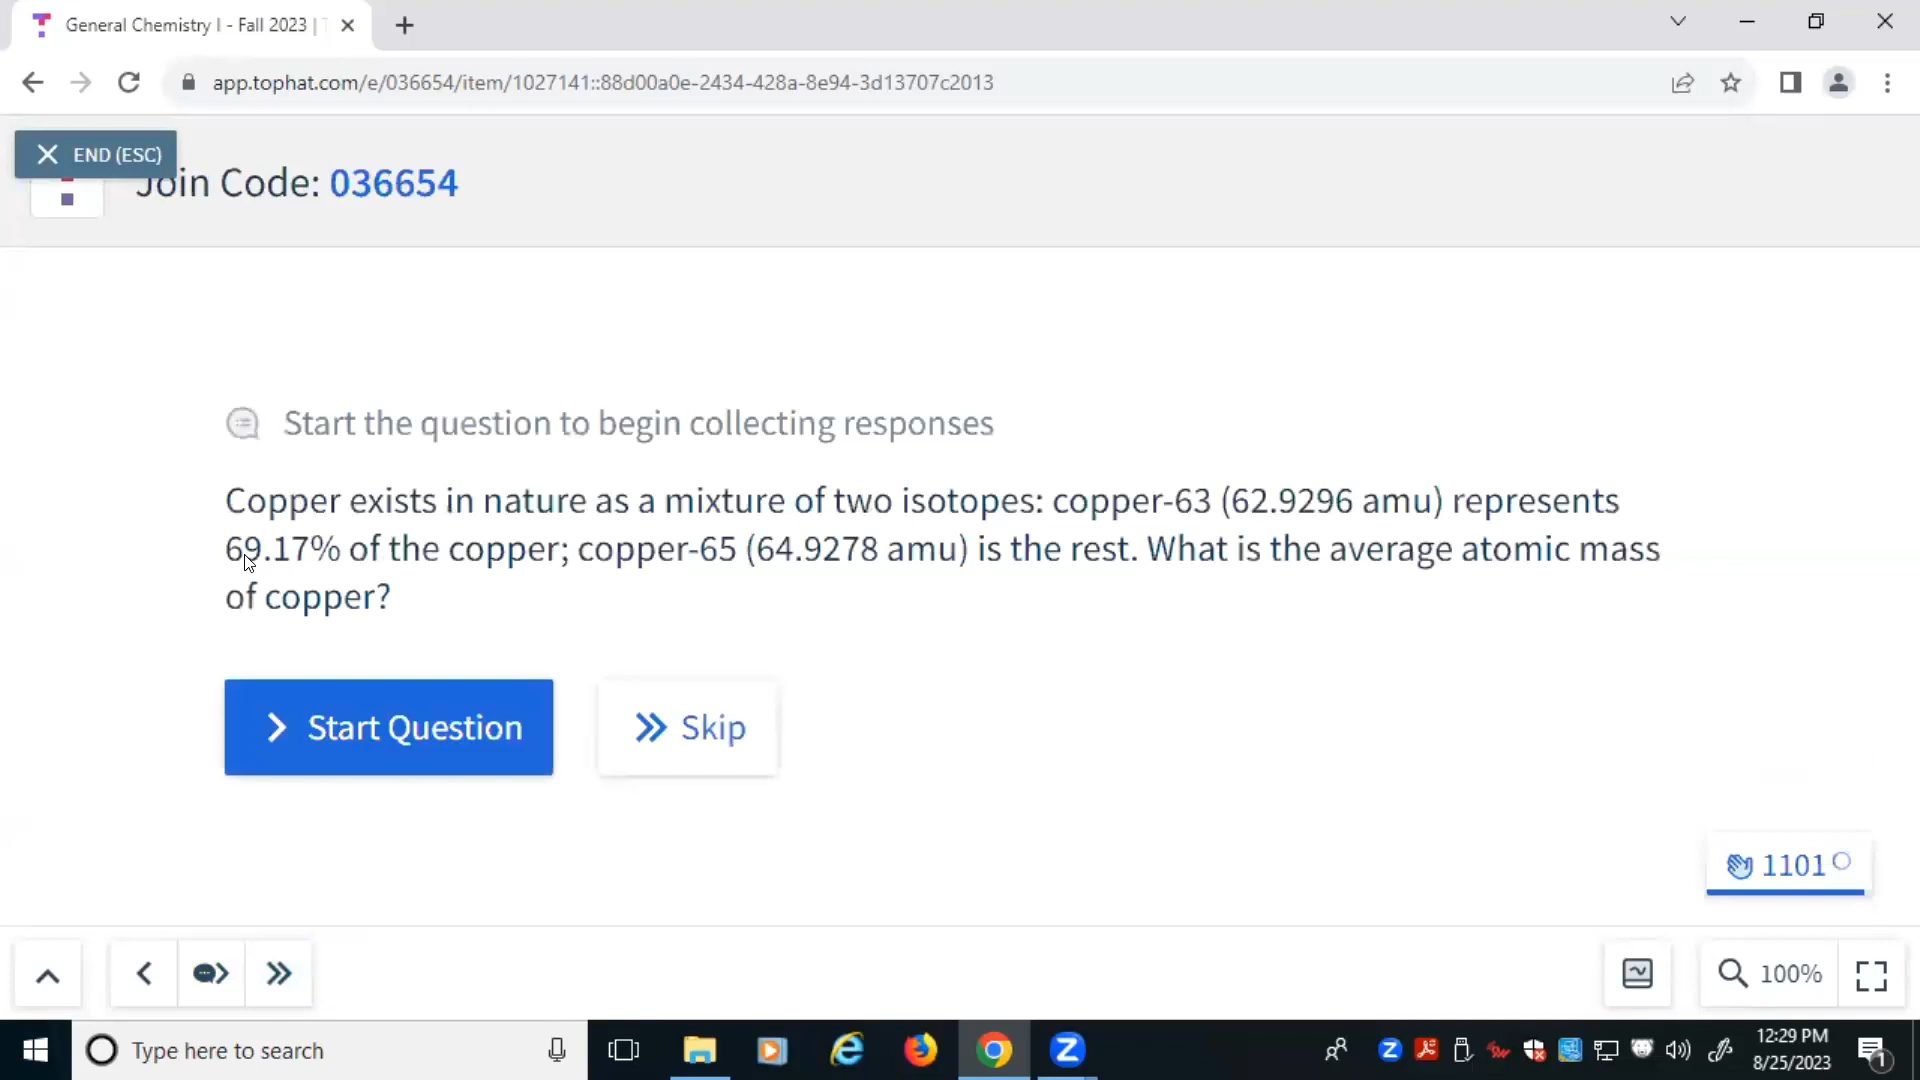 General Chemistry I - Fall 2023 |
app.tophat.com/e/036654/item/1027141::88d00a0e-2434-428a-8e94-3d13707c2013
END (ESC)
Join Code: 036654
Start the question to begin collecting responses
Copper exists in nature as a mixture of two isotopes: copper-63 (62.9296 amu) represents
69.17% of the copper; copper-65 (64.9278 amu) is the rest. What is the average atomic mass
of copper?
Start Question
Skip
1101
100%
Type here to search
12:29 PM
8/25/2023
1